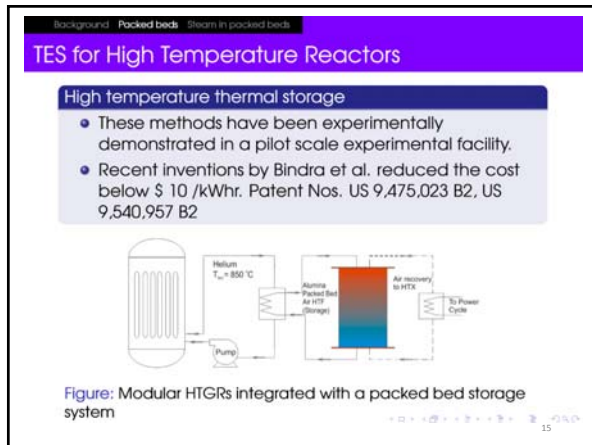 Background Packed beds Steam in packed beds
TES for High Temperature Reactors
High temperature thermal storage
These methods have been experimentally
demonstrated in a pilot scale experimental facility.
Recent inventions by Bindra et al. reduced the cost
below $ 10 /kWhr. Patent Nos. US 9,475,023 B2, US
9,540,957 B2
Helium
= 850 °C
Pump
Alumina
Packed Bed
Air HTF
(Storage)
Air recovery
to HTX
To Power
Cycle
Figure: Modular HTGRs integrated with a packed bed storage
system
15